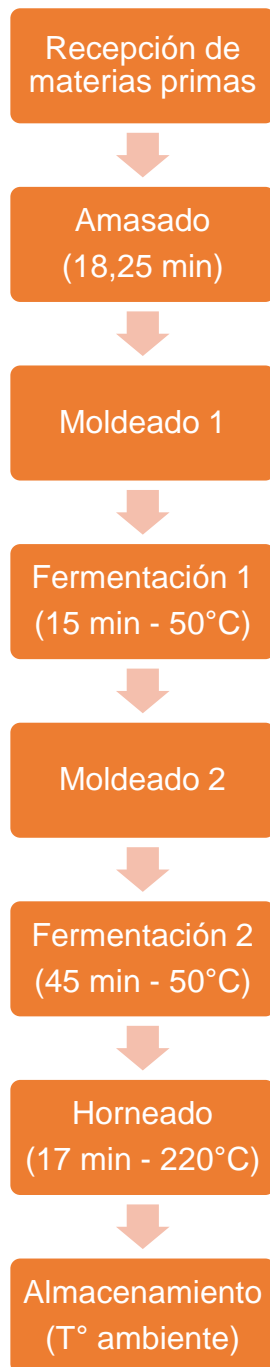 Recepción de
materias primas
Amasado
(18,25 min)
Moldeado 1
Fermentación 1
(15 min - 50°C)
Moldeado 2
Fermentación 2
(45 min - 50°C)
Horneado
(17 min - 220°C)
Almacenamiento
(T° ambiente)